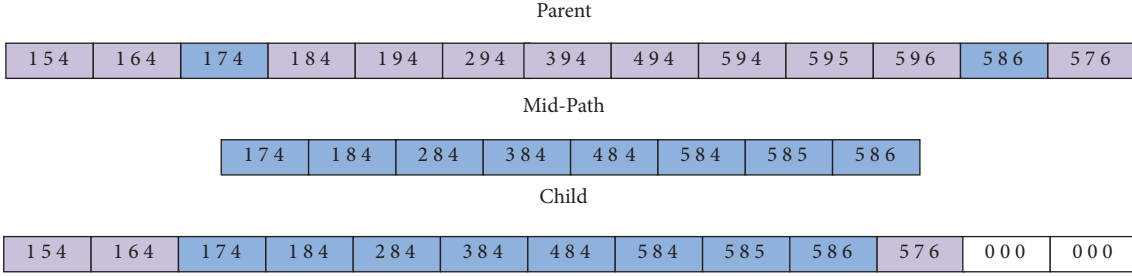 Parent
154 164 174 184 194 294 394 494 594 595 596 586 576
Mid-Path
174 184 284 384 484 584 585 586
Child
154 164 174 184 284 384 484 584 585 586 576 000 000